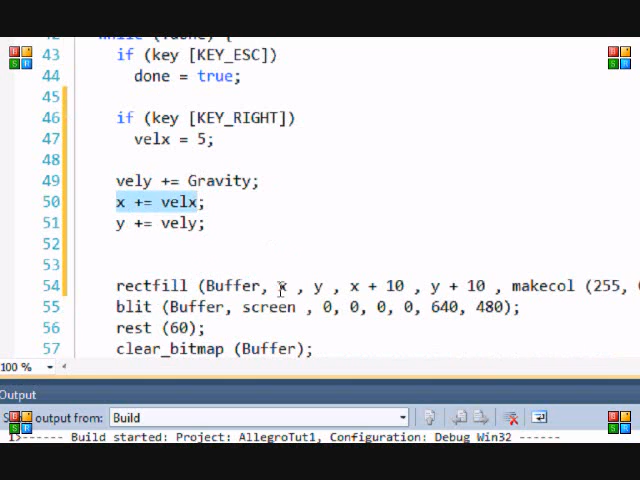 42 while (!done) {
43 if (key [KEY_ESC])
44 done = true;
45
46 if (key [KEY_RIGHT])
47 velx = 5;
48
49 vely += Gravity;
50 x += velx;
51 y += vely;
52
53
54 rectfill (Buffer, x , y , x + 10 , y + 10 , makecol (255,
55 blit (Buffer, screen , 0, 0, 0, 0, 640, 480);
56 rest (60);
57 clear_bitmap (Buffer);
100 %
Output
output from: Build
1>------ Build started: Project: AllegroTut1, Configuration: Debug Win32 ------